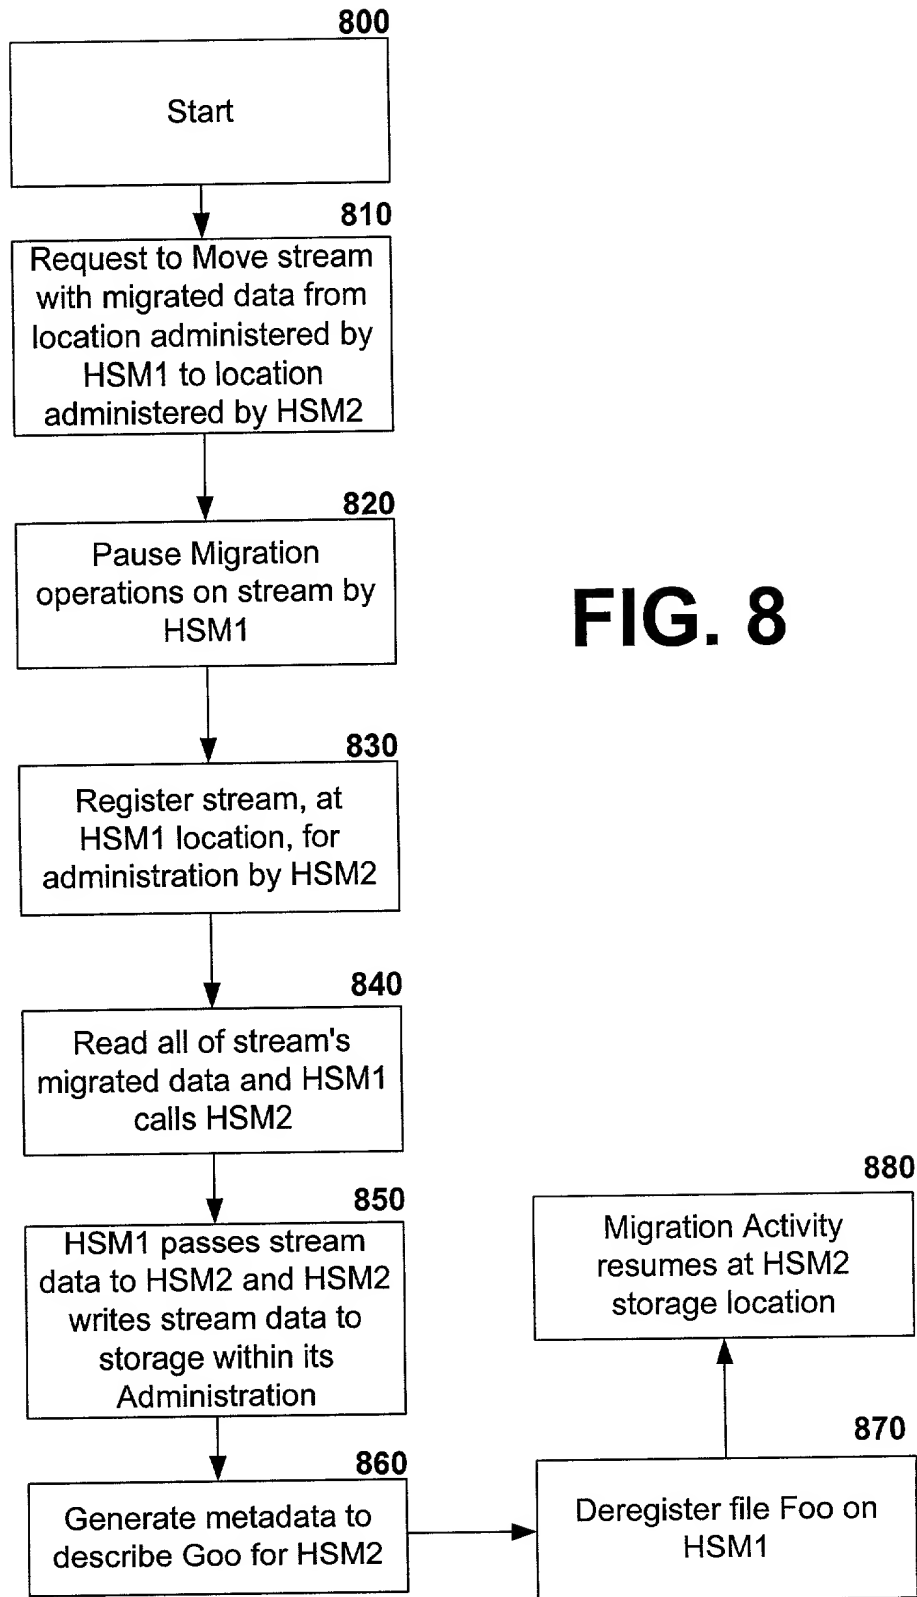 800
Start
810
Request to Move stream
with migrated data from
location administered by
HSM1 to location
administered by HSM2
820
Pause Migration
operations on stream by
HSM1
FIG. 8
830
Register stream, at
HSM1 location, for
administration by HSM2
840
Read all of stream's
migrated data and HSM1
calls HSM2
850
HSM1 passes stream
data to HSM2 and HSM2
writes stream data to
storage within its
Administration
860
Generate metadata to
describe Goo for HSM2
870
Deregister file Foo on
HSM1
880
Migration Activity
resumes at HSM2
storage location